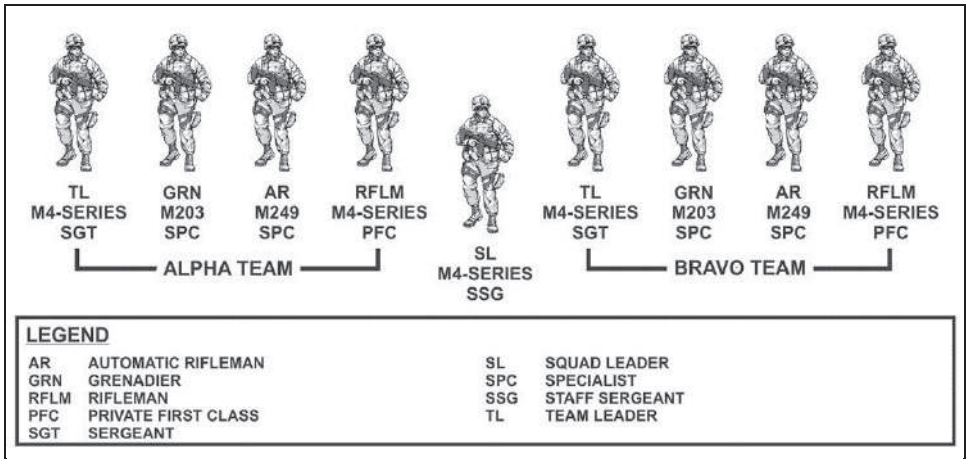 TL
M4-SERIES
SGT
GRN
M203
SPC
AR
M249
SPC
RFLM
M4-SERIES
PFC
ALPHA TEAM
SL
M4-SERIES
SSG
TL
M4-SERIES
SGT
GRN
M203
SPC
AR
M249
SPC
RFLM
M4-SERIES
PFC
BRAVO TEAM
LEGEND
AR AUTOMATIC RIFLEMAN
GRN GRENADIER
RFLM RIFLEMAN
PFC PRIVATE FIRST CLASS
SGT SERGEANT
SL SQUAD LEADER
SPC SPECIALIST
SSG STAFF SERGEANT
TL TEAM LEADER